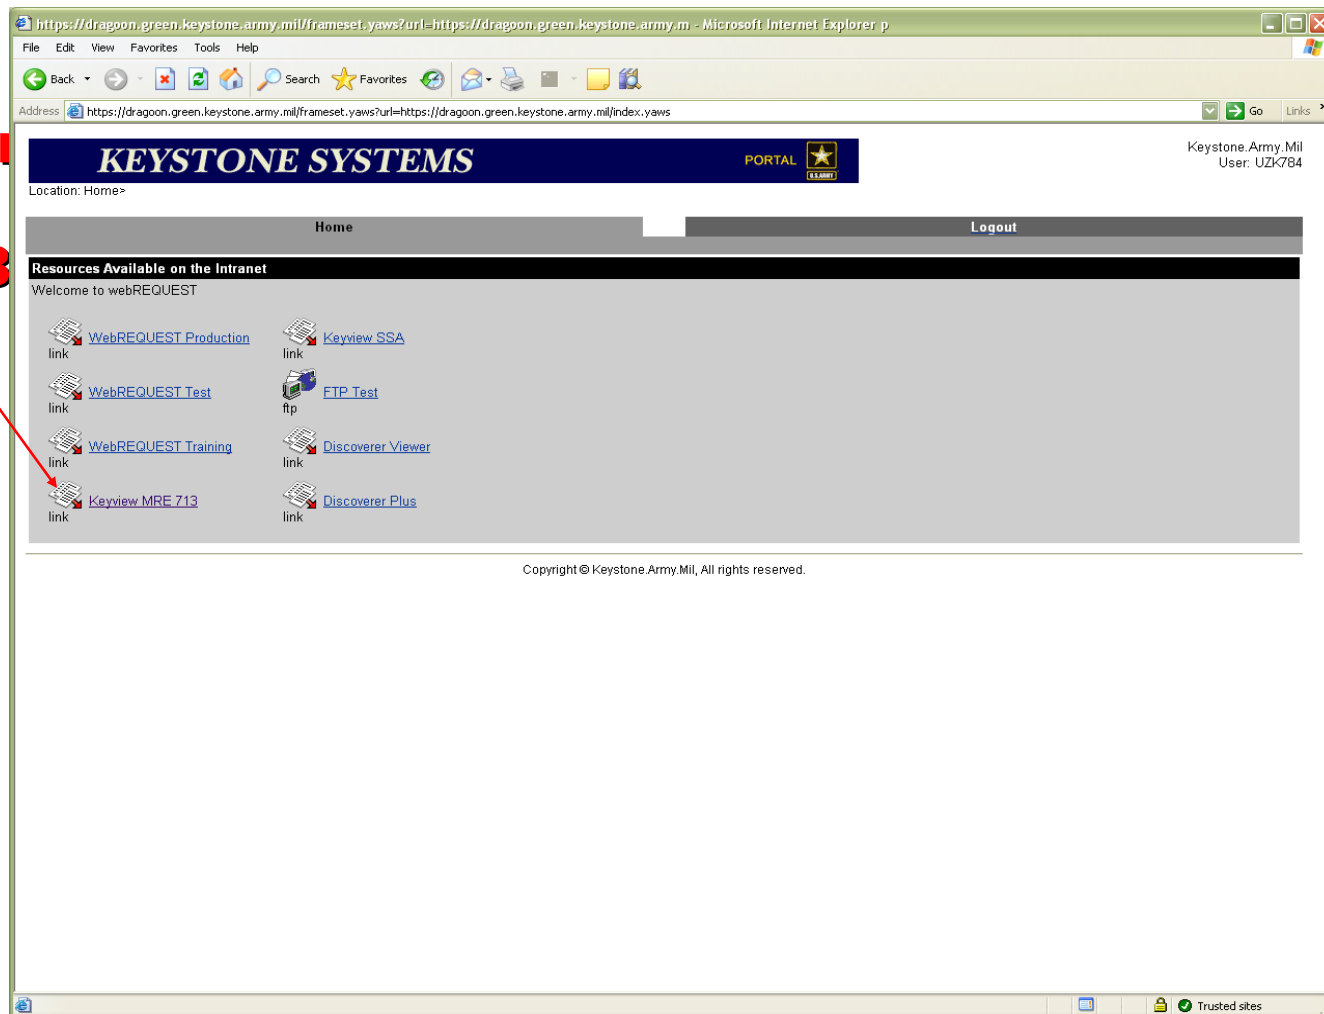 https://dragoon.green.keystone.army.mil/frameset.yaws?url=https://dragoon.green.keystone.army.m - Microsoft Internet Explorer p
File Edit View Favorites Tools Help
Back Search Favorites
Address https://dragoon.green.keystone.army.mil/frameset.yaws?url=https://dragoon.green.keystone.army.mil/index.yaws Go Links
KEYSTONE SYSTEMS PORTAL U.S.ARMY
Keystone.Army.Mil
User: UZK784
Location: Home>
Home Logout
3
Resources Available on the Intranet
Welcome to webREQUEST
link WebREQUEST Production link Keyview SSA
link WebREQUEST Test ftp FTP Test
link WebREQUEST Training link Discoverer Viewer
link Keyview MRE 713 link Discoverer Plus
Copyright © Keystone.Army.Mil, All rights reserved.
Trusted sites